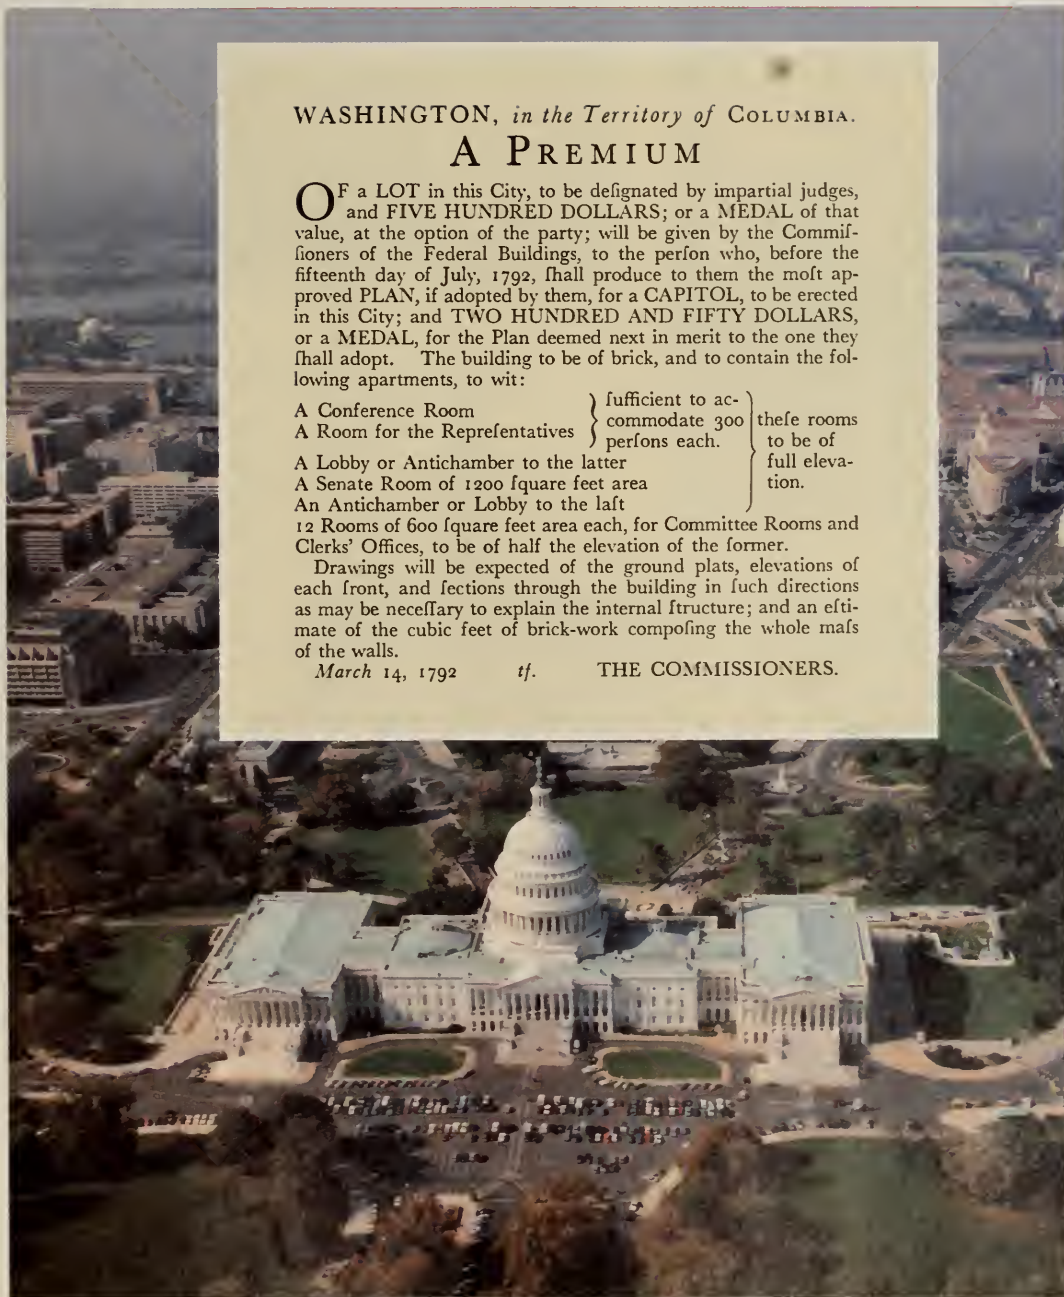 WASHINGTON, in the Territory of COLUMBIA.
A PREMIUM
OF a LOT in this City, to be deſignated by impartial judges,
and FIVE HUNDRED DOLLARS; or a MEDAL of that
value, at the option of the party; will be given by the Commiſ-
ſioners of the Federal Buildings, to the perſon who, before the
fifteenth day of July, 1792, ſhall produce to them the moſt ap-
proved PLAN, if adopted by them, for a CAPITOL, to be erected
in this City; and TWO HUNDRED AND FIFTY DOLLARS,
or a MEDAL, for the Plan deemed next in merit to the one they
ſhall adopt. The building to be of brick, and to contain the fol-
lowing apartments, to wit:
A Conference Room
A Room for the Repreſentatives
ſufficient to ac-
commodate 300
perſons each.
A Lobby or Antichamber to the latter
A Senate Room of 1200 ſquare feet area
An Antichamber or Lobby to the laſt
theſe rooms
to be of
full eleva-
tion.
12 Rooms of 600 ſquare feet area each, for Committee Rooms and
Clerks' Offices, to be of half the elevation of the former.
Drawings will be expected of the ground plats, elevations of
each front, and ſections through the building in ſuch directions
as may be neceſſary to explain the internal ſtructure; and an eſti-
mate of the cubic feet of brick-work compoſing the whole maſs
of the walls.
March 14, 1792 tf. THE COMMISSIONERS.